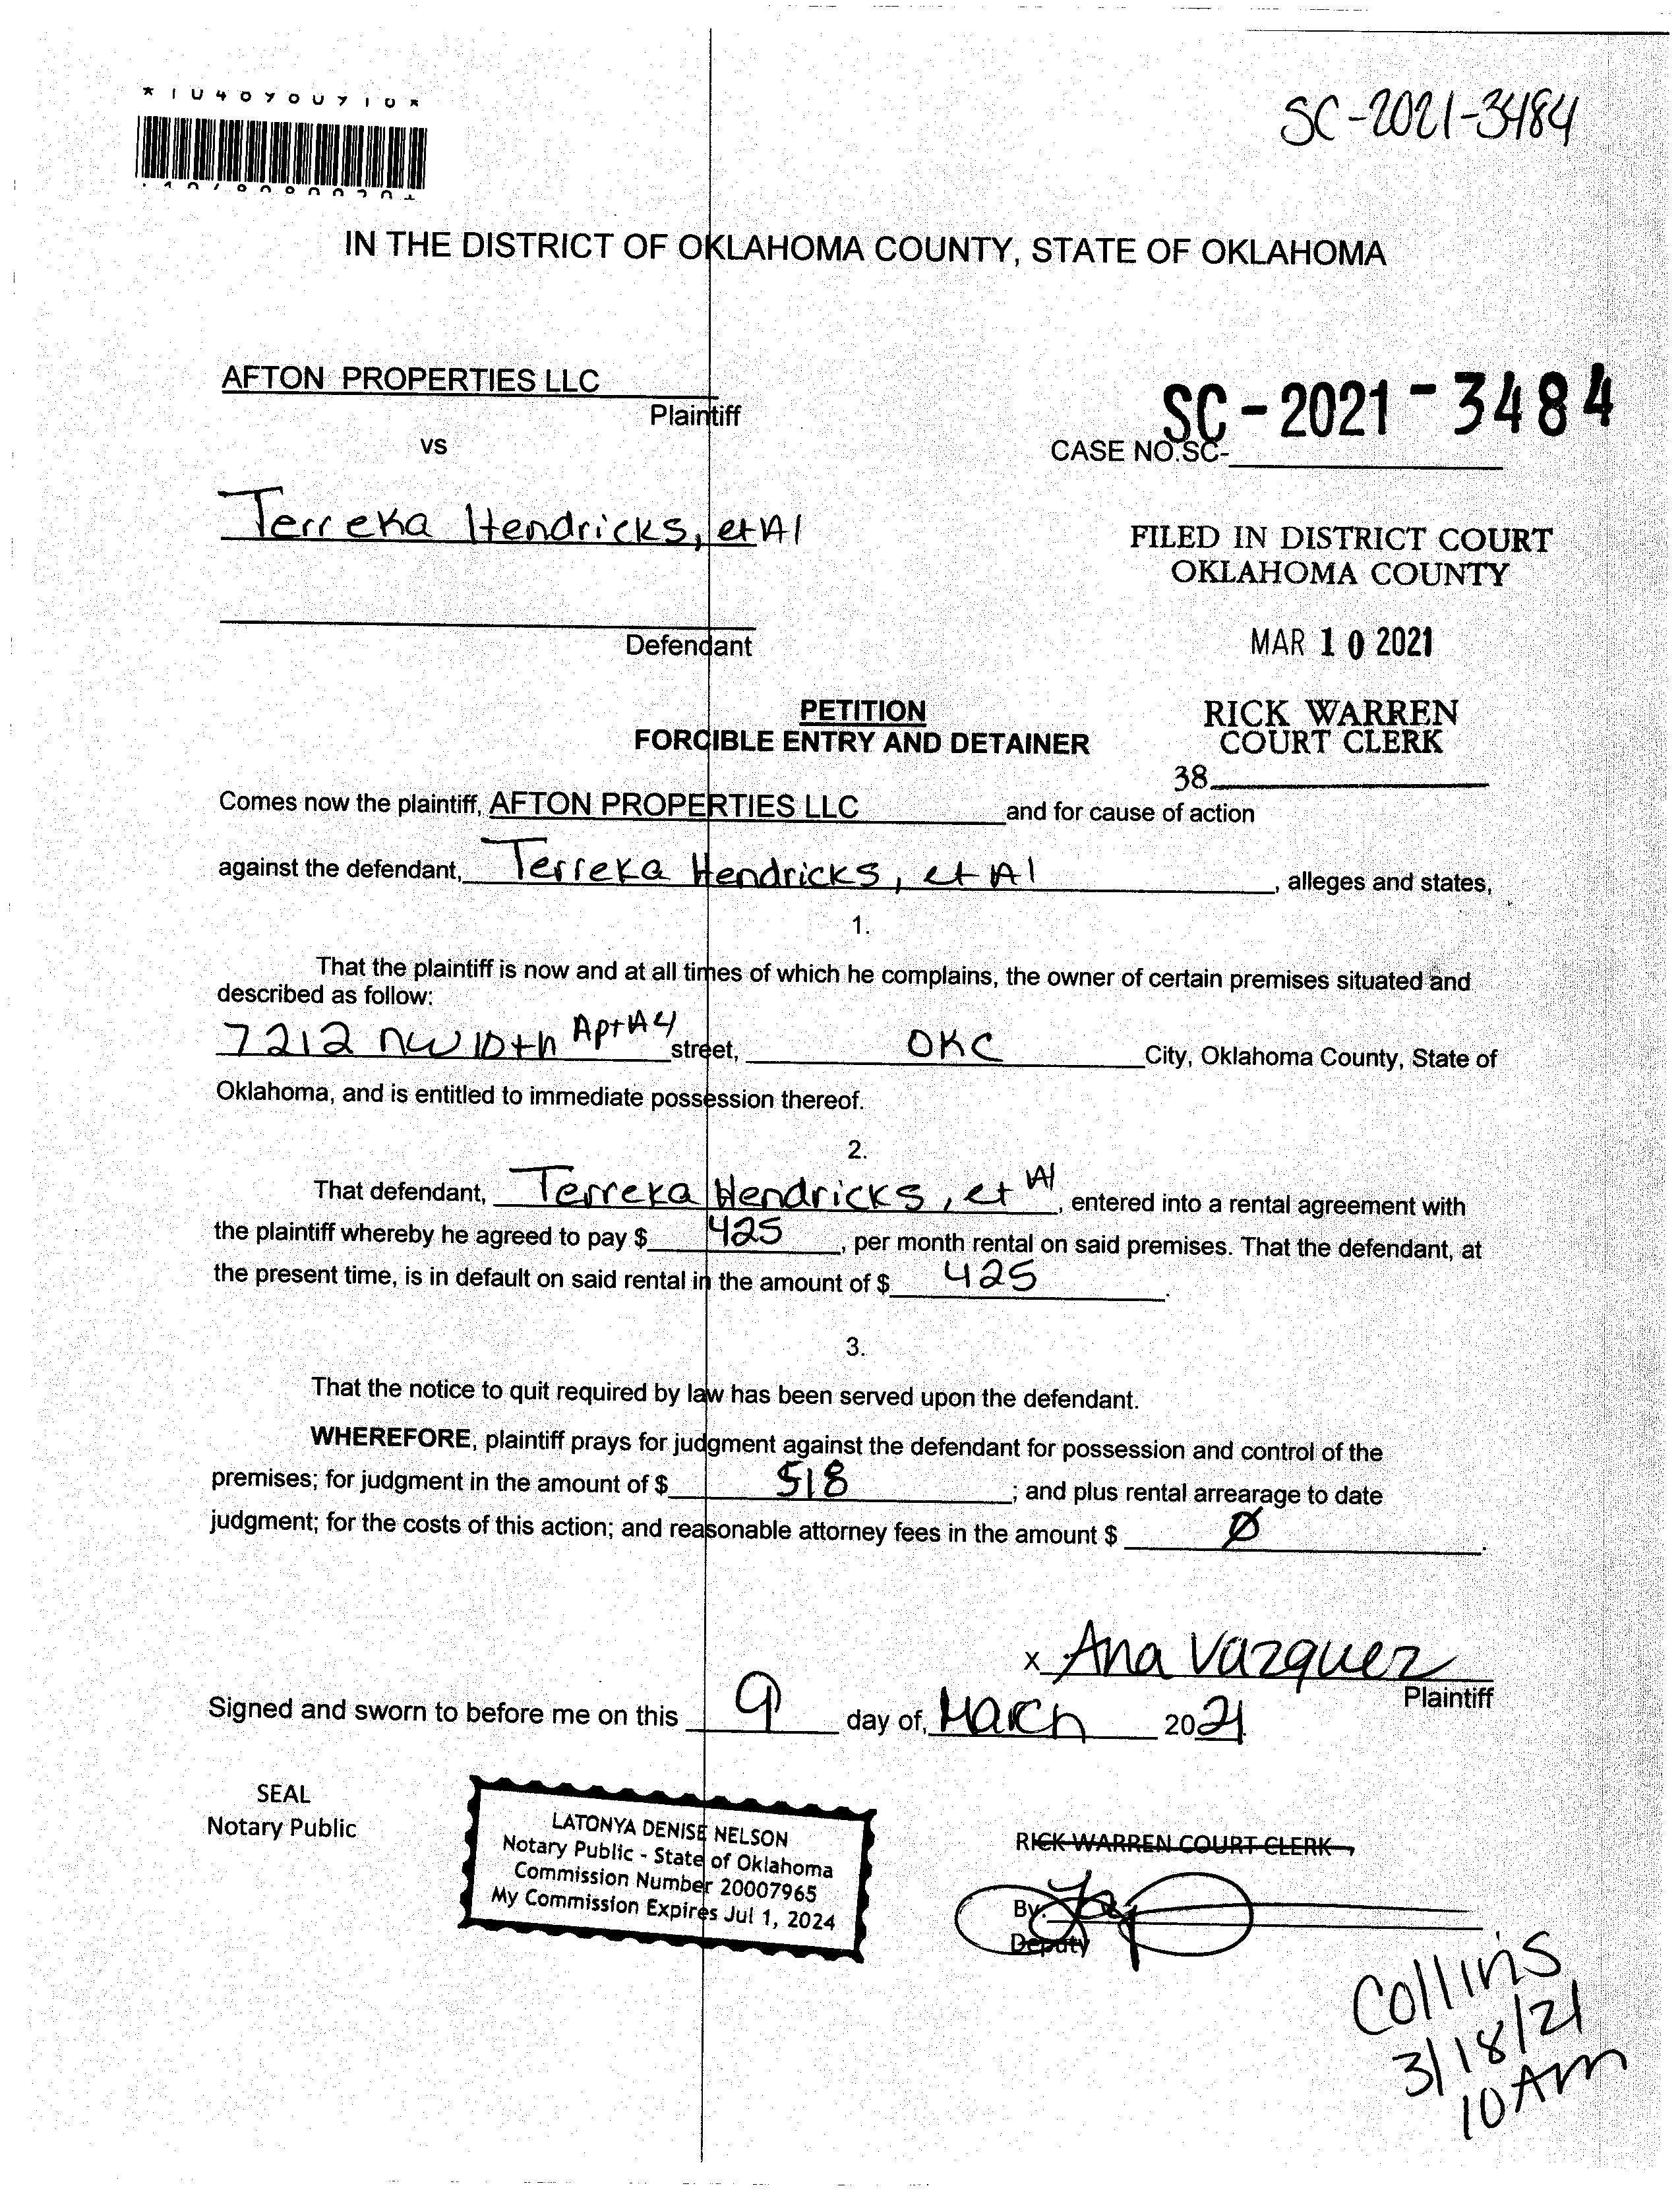 SC-2021-3484
IN THE DISTRICT OF OKLAHOMA COUNTY, STATE OF OKLAHOMA
AFTON PROPERTIES LLC
Plaintiff
vs
SC-2021-3484
CASE NO.SC-
Terreka Hendricks, et Al
FILED IN DISTRICT COURT
OKLAHOMA COUNTY
Defendant
MAR 10 2021
PETITION
FORCIBLE ENTRY AND DETAINER
RICK WARREN
COURT CLERK
38
Comes now the plaintiff, AFTON PROPERTIES LLC and for cause of action
against the defendant, Terreka Hendricks, et Al, alleges and states,
1.
That the plaintiff is now and at all times of which he complains, the owner of certain premises situated and
described as follow:
7212 NW 10th Apt A4 street, OKC City, Oklahoma County, State of
Oklahoma, and is entitled to immediate possession thereof.
2.
That defendant, Terreka Hendricks, et Al, entered into a rental agreement with
the plaintiff whereby he agreed to pay $ 425, per month rental on said premises. That the defendant, at
the present time, is in default on said rental in the amount of $ 425.
3.
That the notice to quit required by law has been served upon the defendant.
WHEREFORE, plaintiff prays for judgment against the defendant for possession and control of the
premises; for judgment in the amount of $ 518; and plus rental arrearage to date
judgment; for the costs of this action; and reasonable attorney fees in the amount $ Ø.
x Ana Vazquez
Plaintiff
Signed and sworn to before me on this 9 day of, March 2021
SEAL
Notary Public
LATONYA DENISE NELSON
Notary Public - State of Oklahoma
Commission Number 20007965
My Commission Expires Jul 1, 2024
RICK WARREN COURT CLERK
By:
Deputy
Collins
3/18/21
10 AM